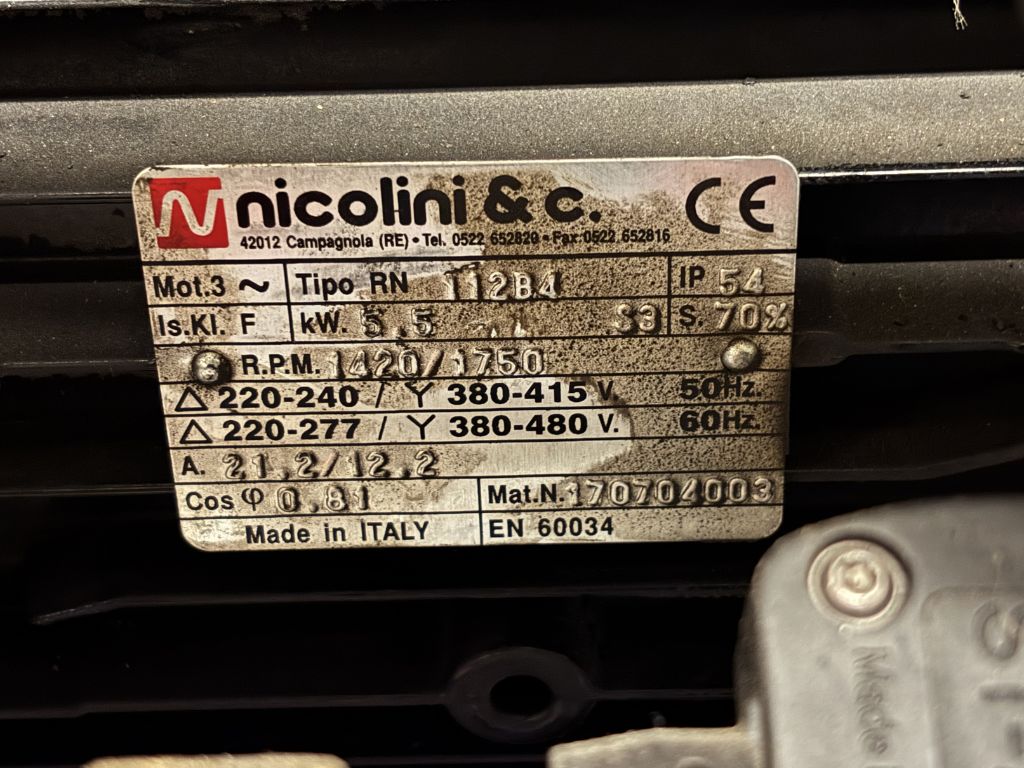 nicolini & c.
CE
42012 Campagnola (RE) • Tel. 0522 652820 • Fax 0522 652816
Mot.3 ~ Tipo RN 112B4 IP 54
Is.Kl. F kW. 5.5 S3 S. 70%
R.P.M. 1420/1750
△ 220-240 / Y 380-415 V. 50Hz.
△ 220-277 / Y 380-480 V. 60Hz.
A. 21.2/12.2
Cos φ 0.81 Mat.N. 170704003
Made in ITALY EN 60034
Made